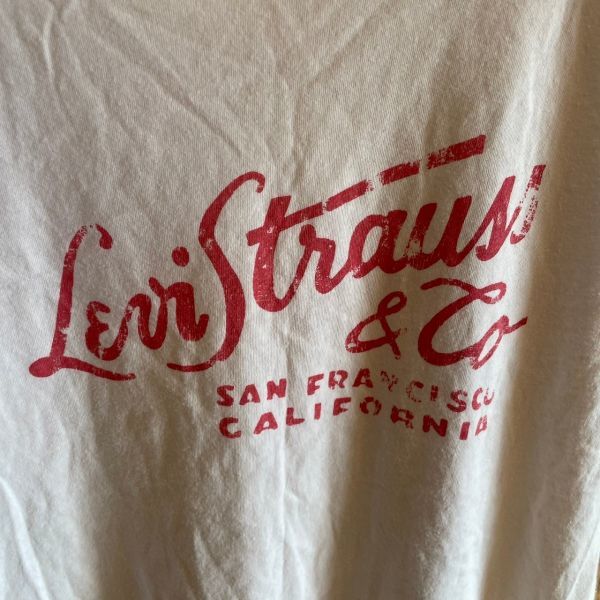 Levi Strauss
& Co
SAN FRANCISCO
CALIFORNIA